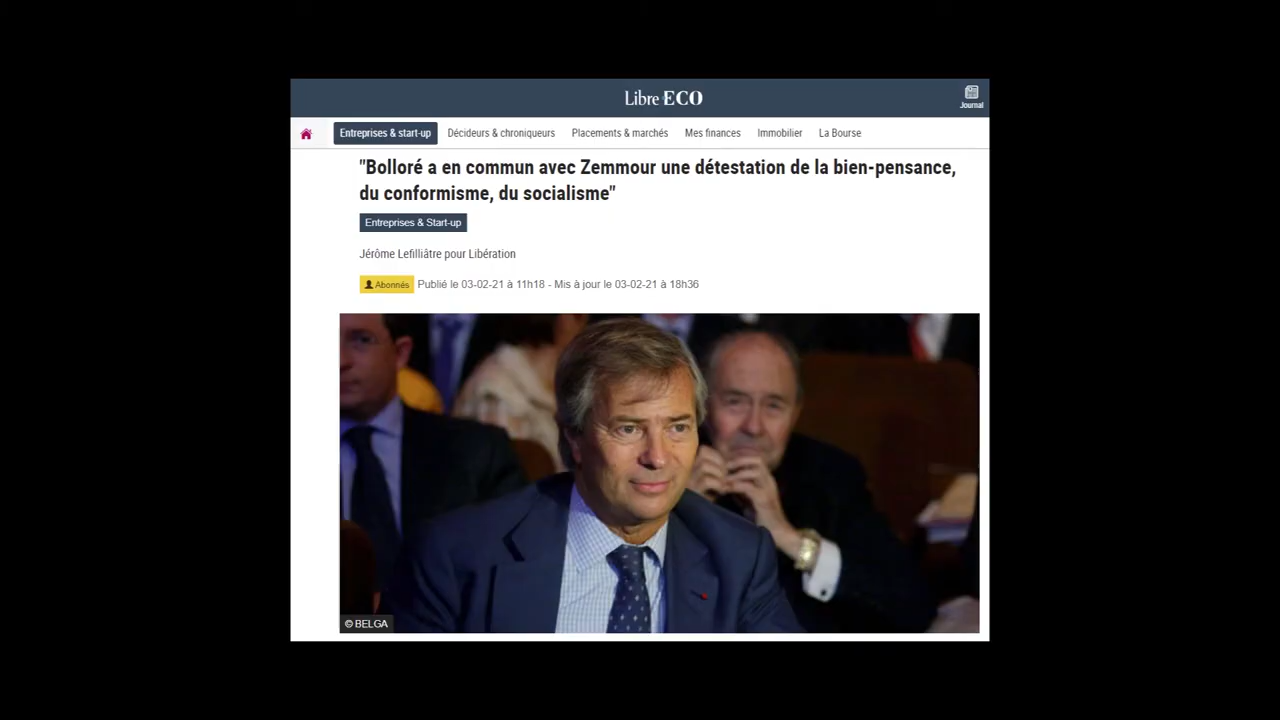 Libre ECO
Journal
Entreprises & start-up Décideurs & chroniqueurs Placements & marchés Mes finances Immobilier La Bourse
"Bolloré a en commun avec Zemmour une détestation de la bien-pensance,
du conformisme, du socialisme"
Entreprises & Start-up
Jérôme Lefilliâtre pour Libération
Abonnés Publié le 03-02-21 à 11h18 - Mis à jour le 03-02-21 à 18h36
© BELGA